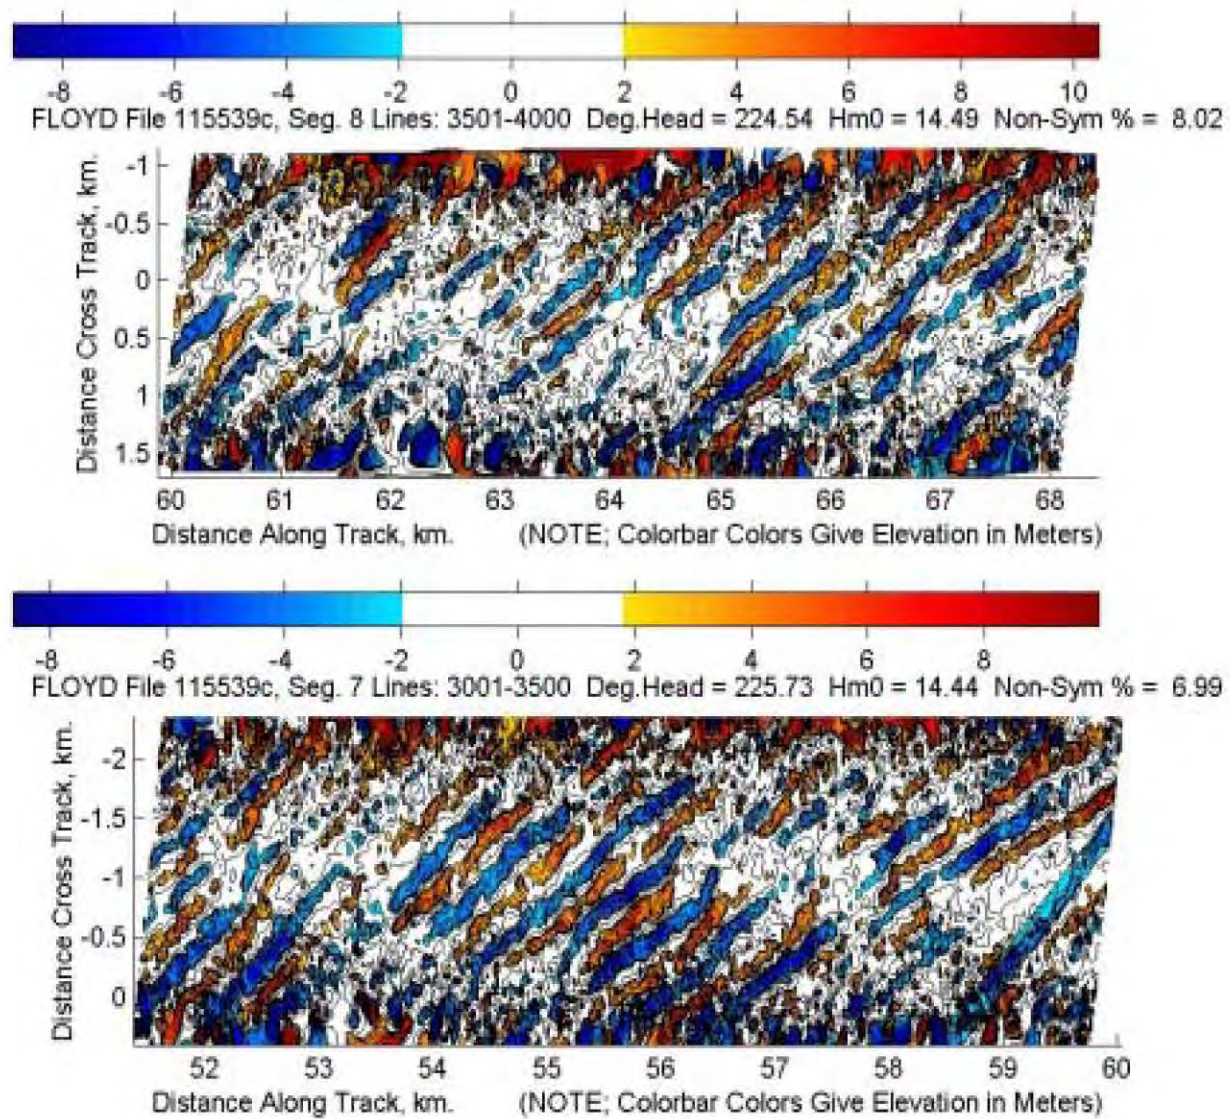 -8 -6 -4 -2 0 2 4 6 8 10
FLOYD File 115539c, Seg. 8 Lines: 3501-4000 Deg.Head = 224.54 Hm0 = 14.49 Non-Sym % = 8.02
Distance Cross Track, km.
-1
-0.5
0
0.5
1
1.5
60 61 62 63 64 65 66 67 68
Distance Along Track, km. (NOTE; Colorbar Colors Give Elevation in Meters)
-8 -6 -4 -2 0 2 4 6 8
FLOYD File 115539c, Seg. 7 Lines: 3001-3500 Deg.Head = 225.73 Hm0 = 14.44 Non-Sym % = 6.99
Distance Cross Track, km.
-2
-1.5
-1
-0.5
0
52 53 54 55 56 57 58 59 60
Distance Along Track, km. (NOTE; Colorbar Colors Give Elevation in Meters)